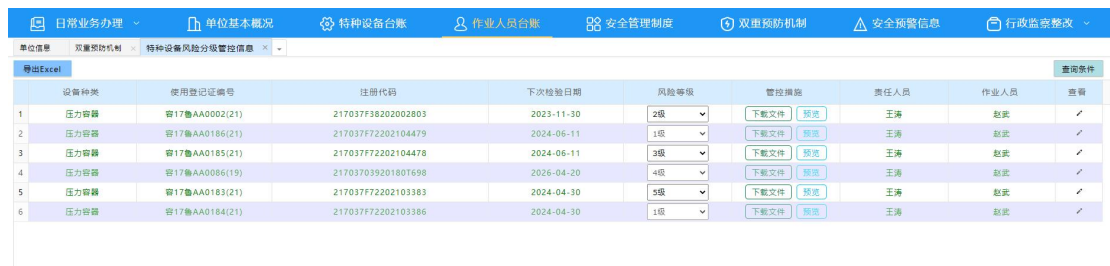 日常业务办理 单位基本概况 特种设备台账 作业人员台账 安全管理制度 双重预防机制 安全预警信息 行政监察整改
单位信息 双重预防机制 × 特种设备风险分级管控信息 ×
导出Excel 查询条件
设备种类 使用登记证编号 注册代码 下次检验日期 风险等级 管控措施 责任人员 作业人员 查看
1 压力容器 容17鲁AA0002(21) 217037F38202002803 2023-11-30 2级 下载文件 预览 王涛 赵武
2 压力容器 容17鲁AA0186(21) 217037F72202104479 2024-06-11 1级 下载文件 预览 王涛 赵武
3 压力容器 容17鲁AA0185(21) 217037F72202104478 2024-06-11 3级 下载文件 预览 王涛 赵武
4 压力容器 容17鲁AA0086(19) 21703703920180T698 2026-04-20 4级 下载文件 预览 王涛 赵武
5 压力容器 容17鲁AA0183(21) 217037F72202103383 2024-04-30 5级 下载文件 预览 王涛 赵武
6 压力容器 容17鲁AA0184(21) 217037F72202103386 2024-04-30 1级 下载文件 预览 王涛 赵武